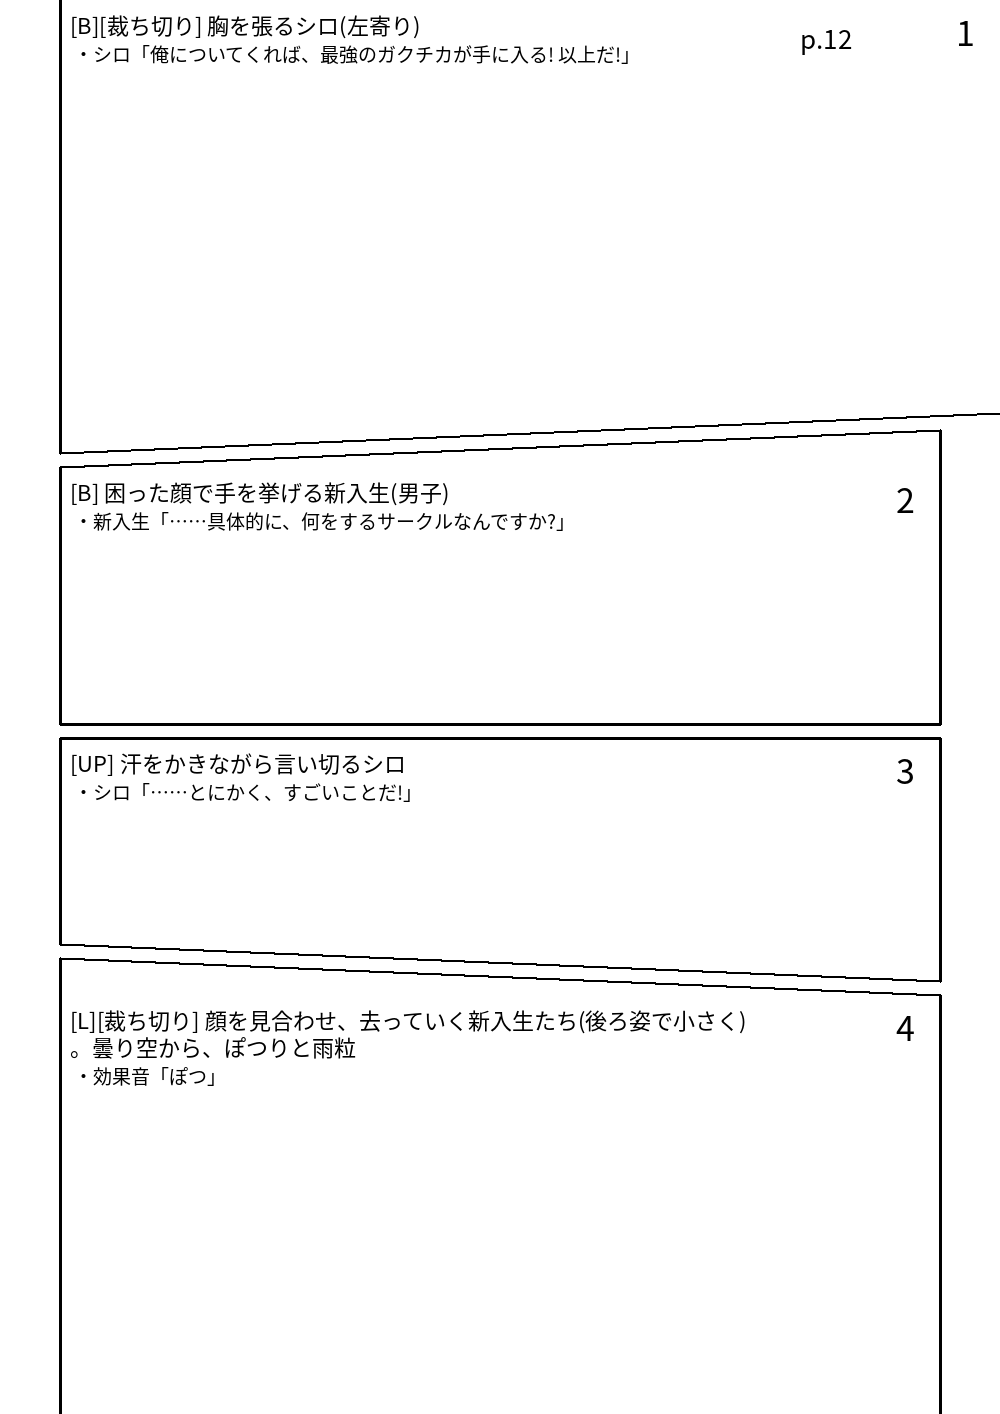 [B][裁ち切り] 胸を張るシロ(左寄り)
・シロ「俺についてくれば、最強のガクチカが手に入る! 以上だ!」
p.12
1
[B] 困った顔で手を挙げる新入生(男子)
・新入生「……具体的に、何をするサークルなんですか?」
2
[UP] 汗をかきながら言い切るシロ
・シロ「……とにかく、すごいことだ!」
3
[L][裁ち切り] 顔を見合わせ、去っていく新入生たち(後ろ姿で小さく)
。曇り空から、ぽつりと雨粒
・効果音「ぽつ」
4